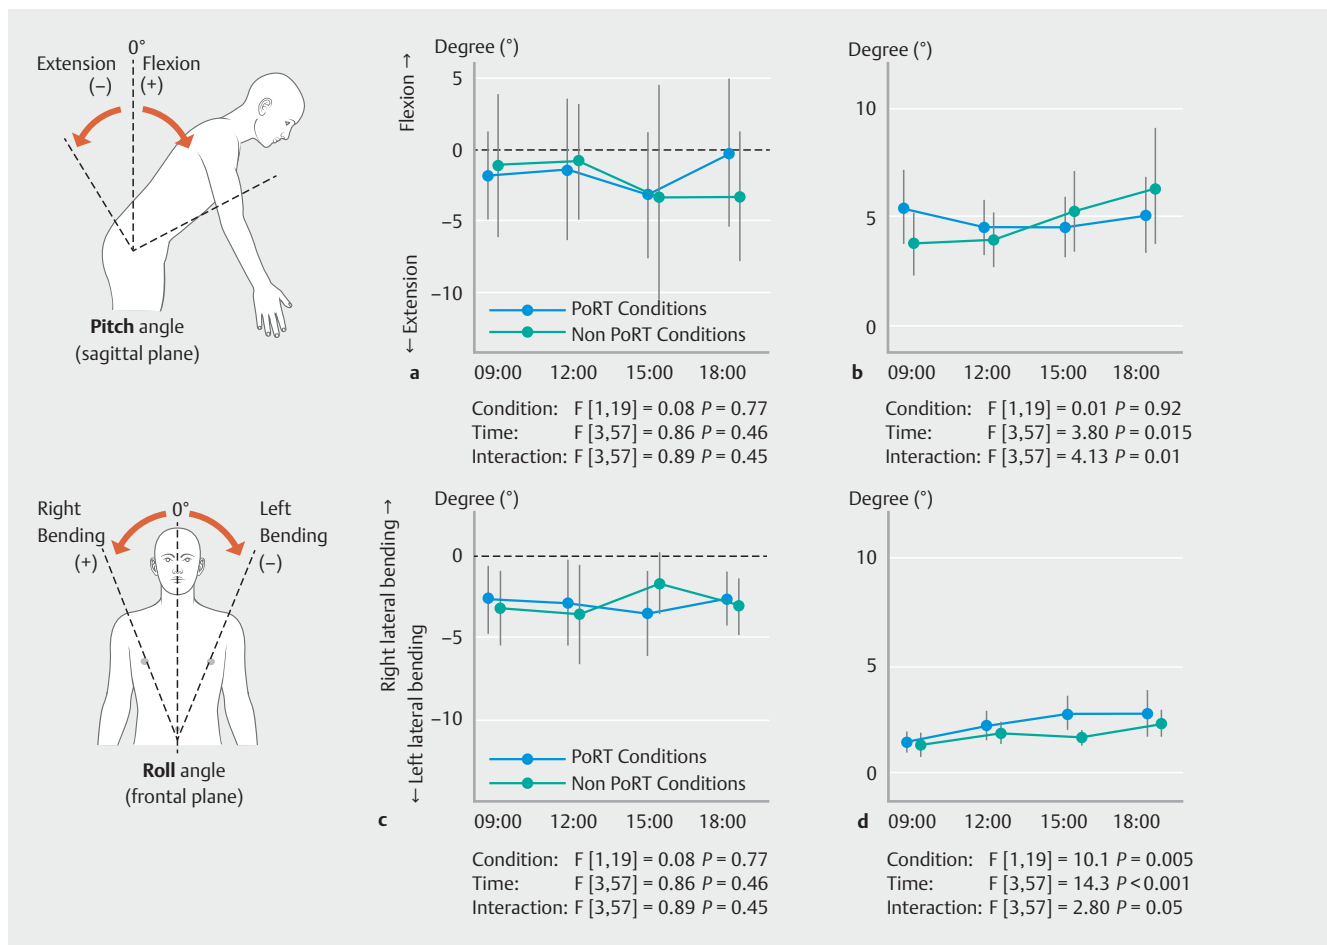 0°
Extension
(−)
Flexion
(+)
Pitch angle
(sagittal plane)
Degree (°)
← Extension
Flexion →
5
0
−5
−10
PoRT Conditions
Non PoRT Conditions
a
09:00 12:00 15:00 18:00
Condition: F [1,19] = 0.08 P = 0.77
Time: F [3,57] = 0.86 P = 0.46
Interaction: F [3,57] = 0.89 P = 0.45
Degree (°)
10
5
0
b
09:00 12:00 15:00 18:00
Condition: F [1,19] = 0.01 P = 0.92
Time: F [3,57] = 3.80 P = 0.015
Interaction: F [3,57] = 4.13 P = 0.01
Right
Bending
(+)
0°
Left
Bending
(−)
Roll angle
(frontal plane)
Degree (°)
Right lateral bending →
← Left lateral bending
0
−5
−10
PoRT Conditions
Non PoRT Conditions
c
09:00 12:00 15:00 18:00
Condition: F [1,19] = 0.08 P = 0.77
Time: F [3,57] = 0.86 P = 0.46
Interaction: F [3,57] = 0.89 P = 0.45
Degree (°)
10
5
0
d
09:00 12:00 15:00 18:00
Condition: F [1,19] = 10.1 P = 0.005
Time: F [3,57] = 14.3 P < 0.001
Interaction: F [3,57] = 2.80 P = 0.05